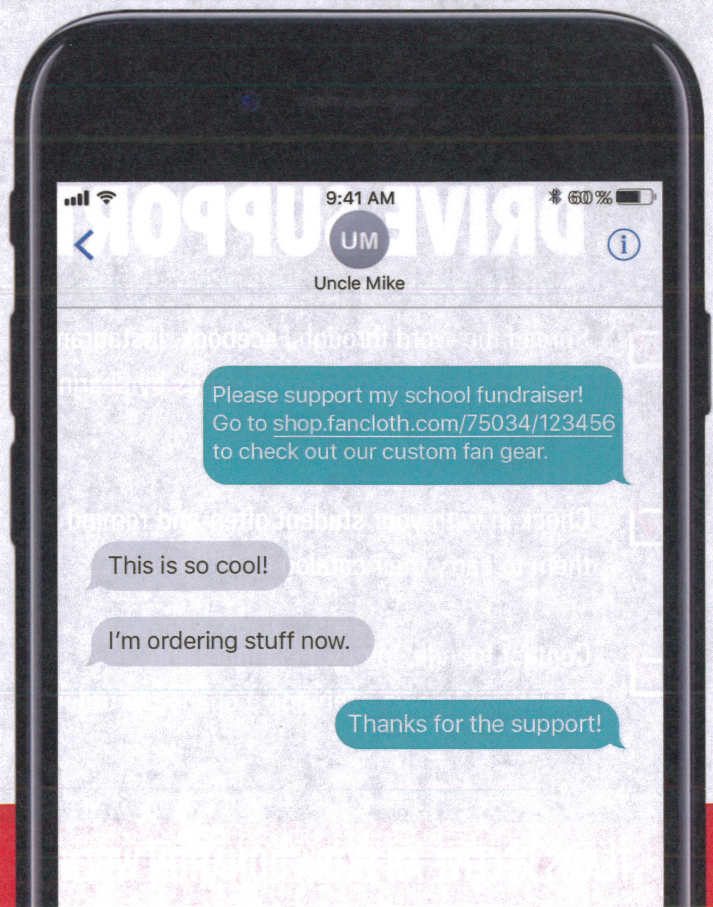 9:41 AM
60%
UM
Uncle Mike
Please support my school fundraiser!
Go to shop.fancloth.com/75034/123456
to check out our custom fan gear.
This is so cool!
I'm ordering stuff now.
Thanks for the support!